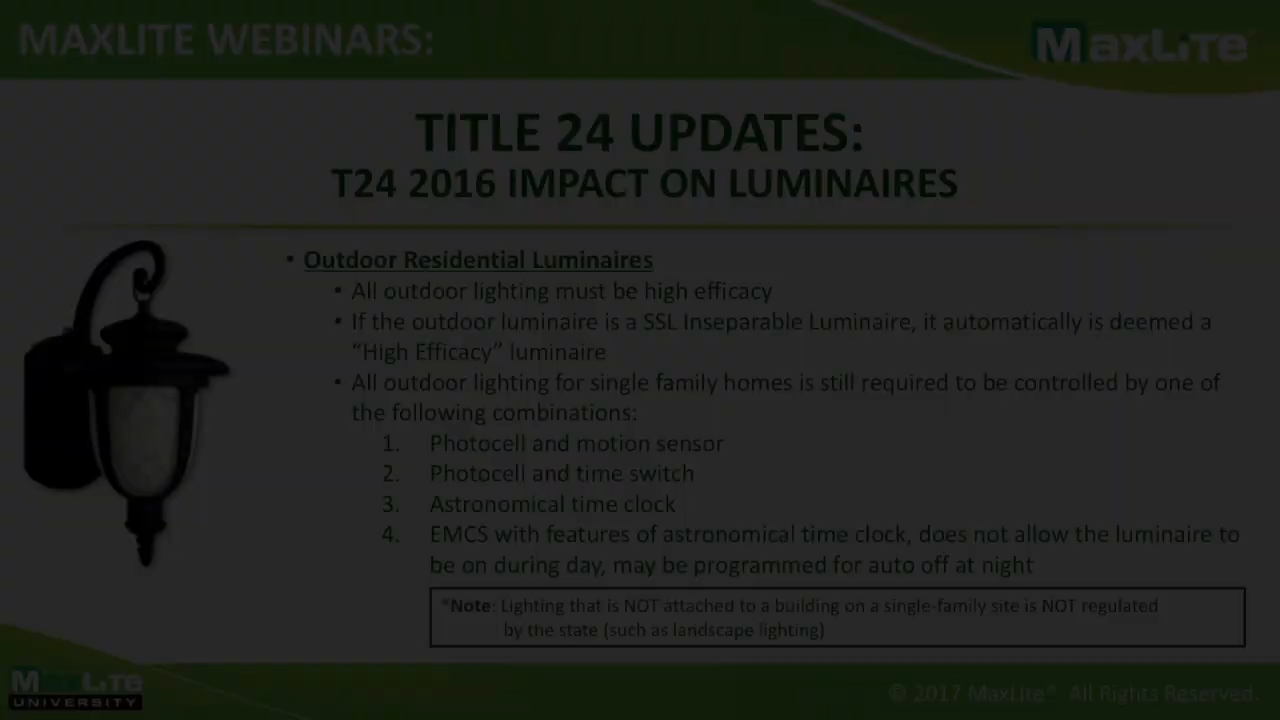 MAXLITE WEBINARS:
MAXLITE
TITLE 24 UPDATES:
T24 2016 IMPACT ON LUMINAIRES
• Outdoor Residential Luminaires
• All outdoor lighting must be high efficacy
• If the outdoor luminaire is a SSL Inseparable Luminaire, it automatically is deemed a
“High Efficacy” luminaire
• All outdoor lighting for single family homes is still required to be controlled by one of
the following combinations:
1. Photocell and motion sensor
2. Photocell and time switch
3. Astronomical time clock
4. EMCS with features of astronomical time clock, does not allow the luminaire to
be on during day, may be programmed for auto off at night
*Note: Lighting that is NOT attached to a building on a single-family site is NOT regulated
by the state (such as landscape lighting)
MAXLITE
UNIVERSITY
© 2017 MaxLite® All Rights Reserved.